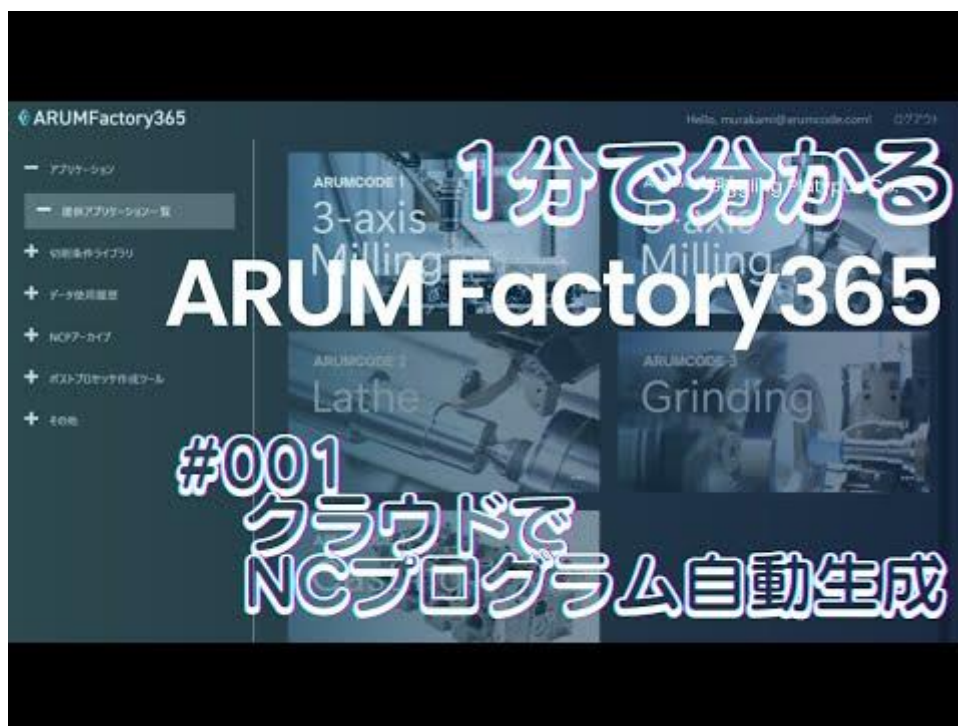 ARUMFactory365
Hello, murakami@arumcode.com!
ログアウト
アプリケーション
提供アプリケーション一覧
切削条件ライブラリ
データ使用履歴
NCPアーカイブ
ポストプロセッサ作成ツール
その他
1分で分かる
ARUM Factory365
ARUMCODE 1
3-axis
Milling
5-axis
Milling
ARUMCODE 2
Lathe
ARUMCODE 3
Grinding
#001
クラウドで
NCプログラム自動生成